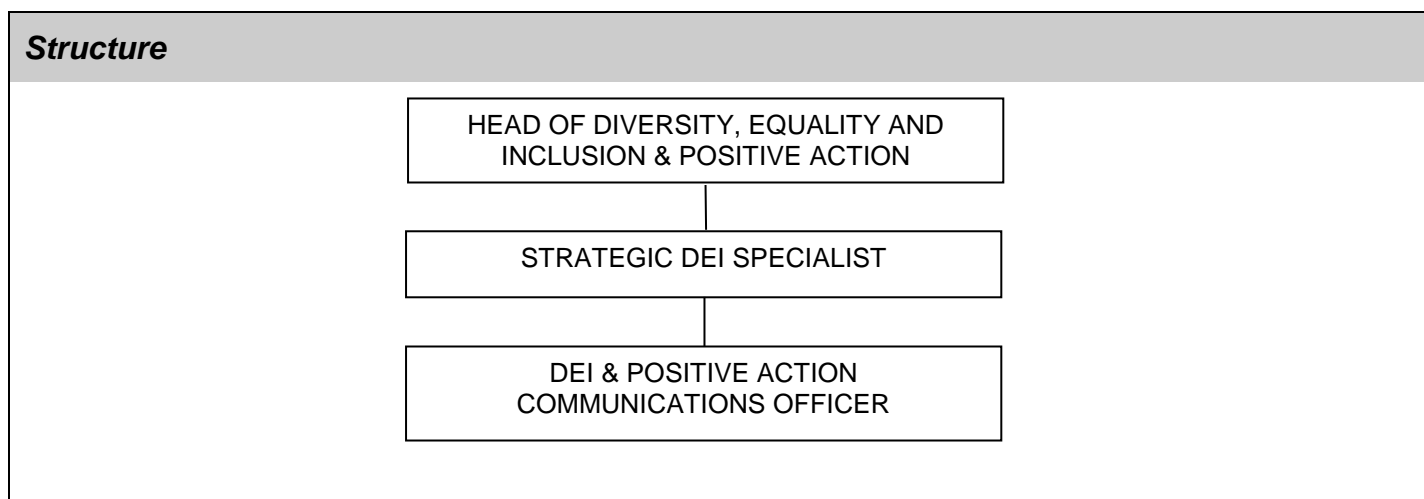 Structure
HEAD OF DIVERSITY, EQUALITY AND
INCLUSION & POSITIVE ACTION
STRATEGIC DEI SPECIALIST
DEI & POSITIVE ACTION
COMMUNICATIONS OFFICER